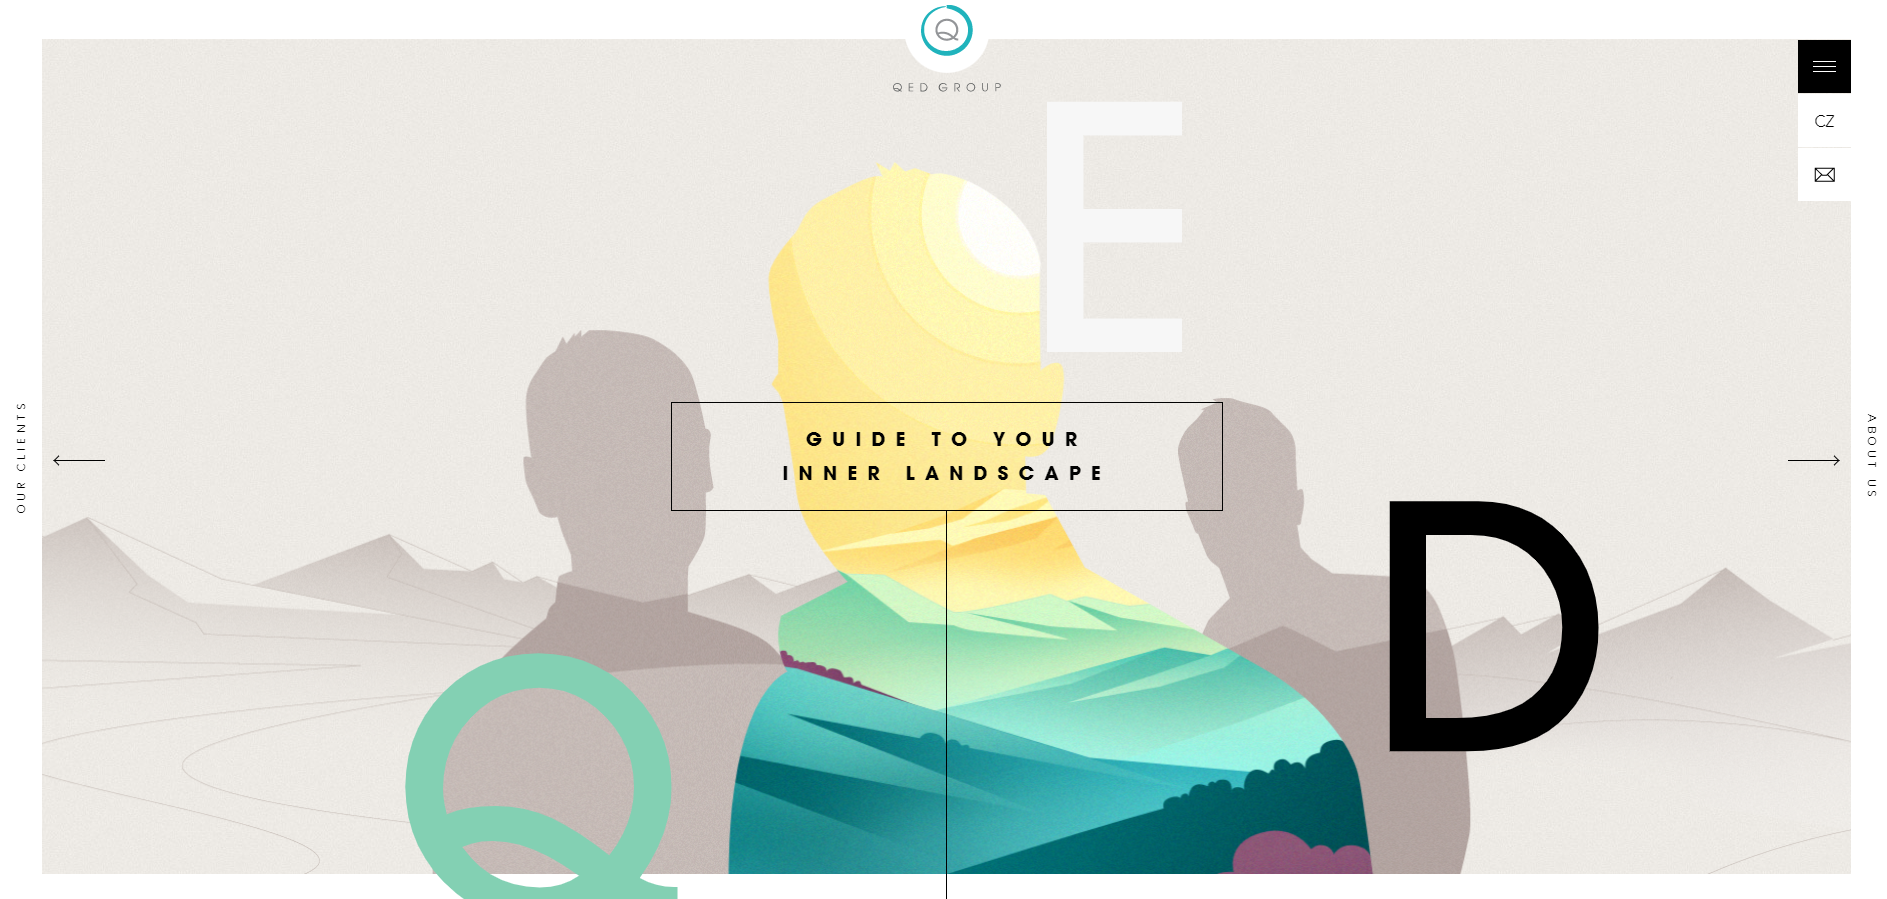 Q
QED GROUP
E
CZ
OUR CLIENTS
GUIDE TO YOUR
INNER LANDSCAPE
ABOUT US
D
Q